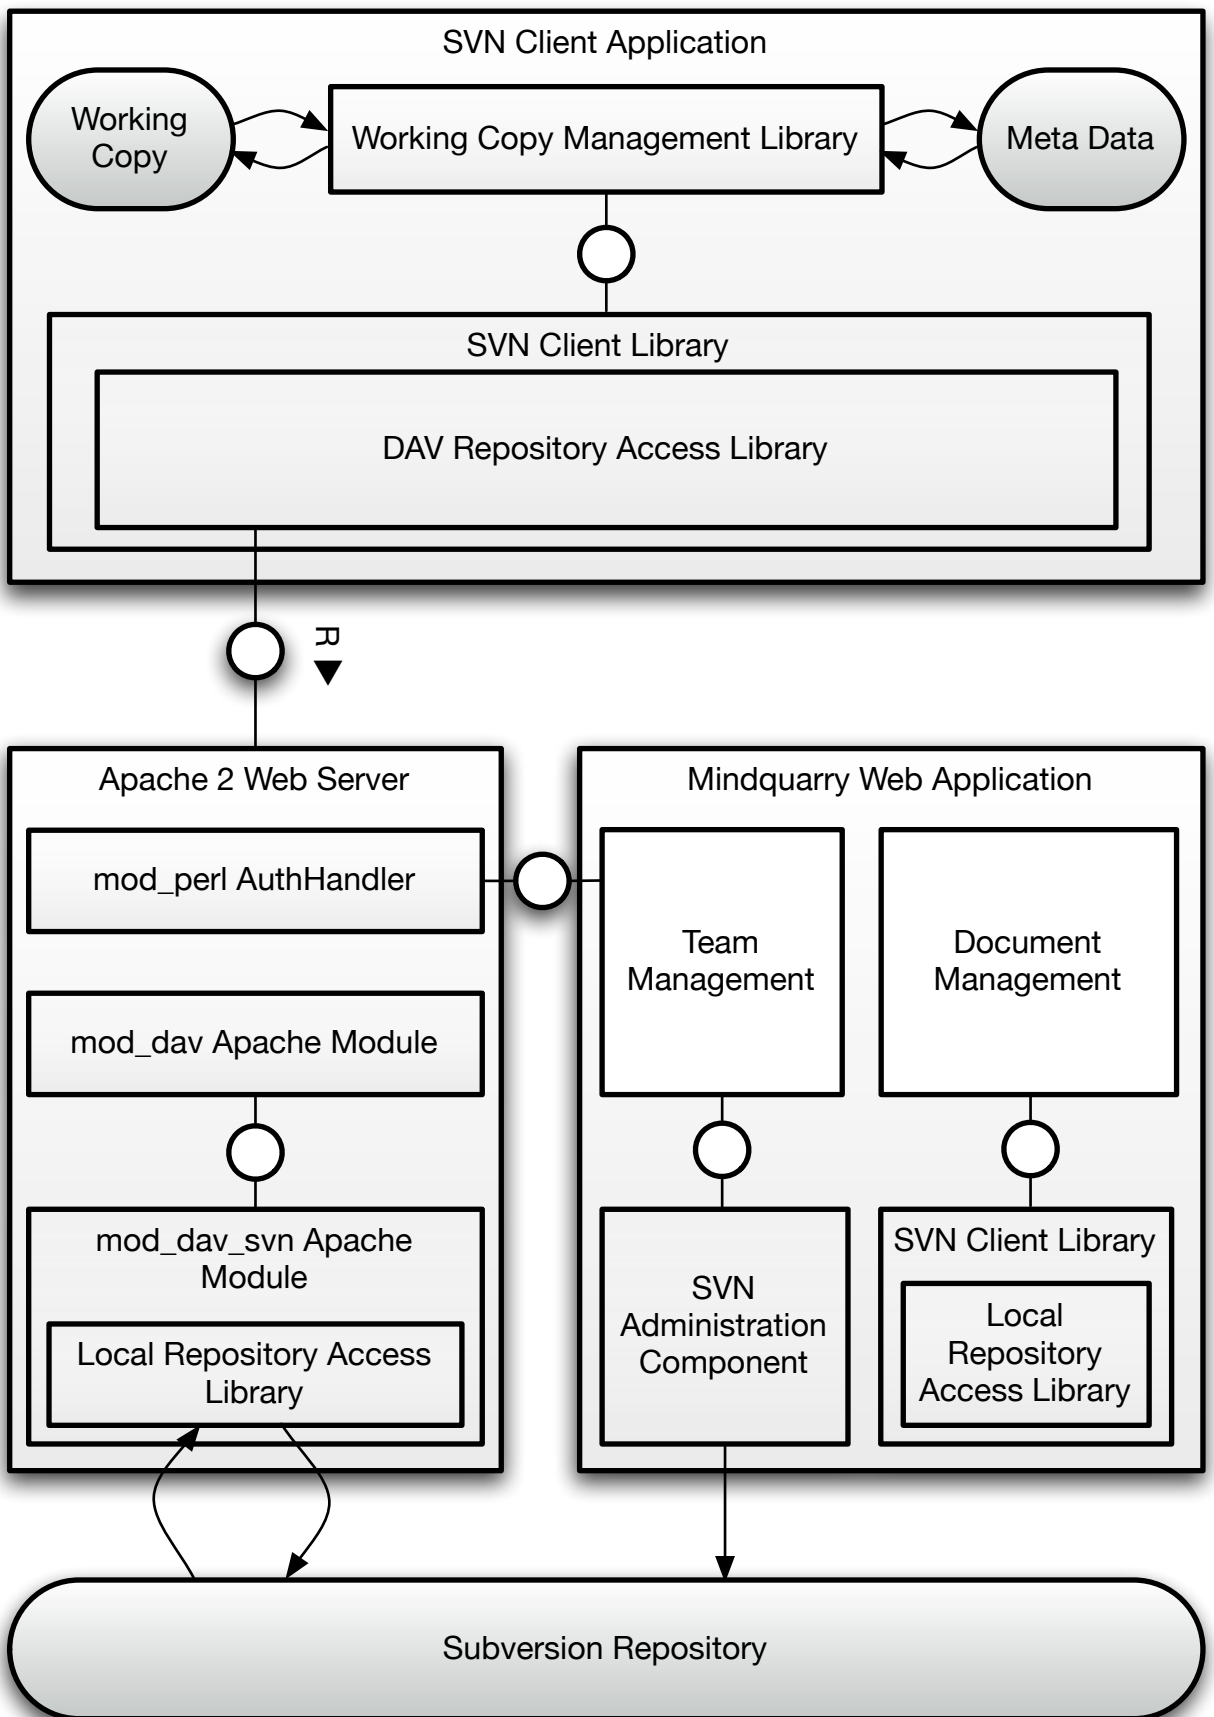 SVN Client Application
Working
Copy
Working Copy Management Library
Meta Data
SVN Client Library
DAV Repository Access Library
R
Apache 2 Web Server
mod_perl AuthHandler
mod_dav Apache Module
mod_dav_svn Apache
Module
Local Repository Access
Library
Mindquarry Web Application
Team
Management
Document
Management
SVN
Administration
Component
SVN Client Library
Local
Repository
Access Library
Subversion Repository